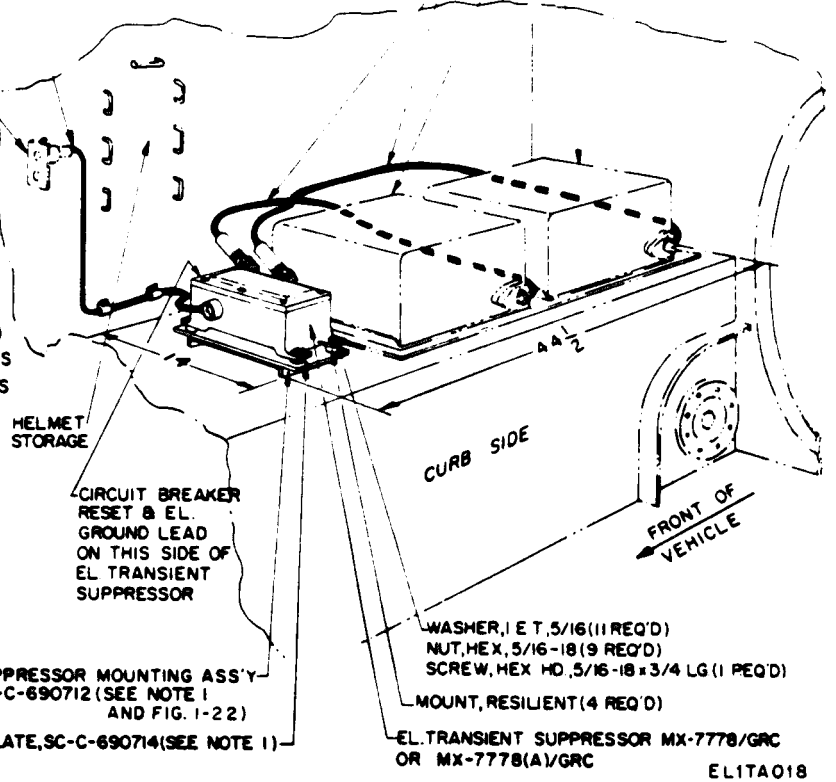 S
S
HELMET
STORAGE
CIRCUIT BREAKER
RESET & EL.
GROUND LEAD
ON THIS SIDE OF
EL TRANSIENT
SUPPRESSOR
44 1/2
CURB SIDE
FRONT OF
VEHICLE
WASHER, I E T, 5/16 (11 REQ'D)
NUT, HEX, 5/16-18 (9 REQ'D)
SCREW, HEX HD., 5/16-18 x 3/4 LG (1 REQ'D)
MOUNT, RESILIENT (4 REQ'D)
EL. TRANSIENT SUPPRESSOR MX-7778/GRC
OR MX-7778(A)/GRC
PPRESSOR MOUNTING ASS'Y
-C-690712 (SEE NOTE 1
AND FIG. 1-22)
LATE, SC-C-690714 (SEE NOTE 1)
EL1TA018